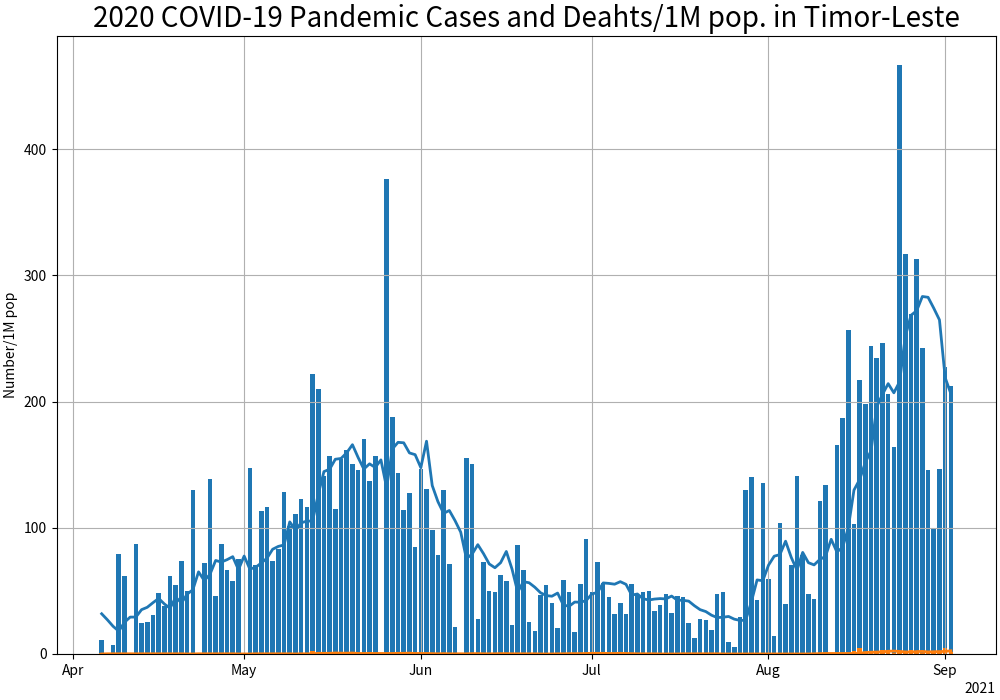 2020 COVID-19 Pandemic Cases and Deahts/1M pop. in Timor-Leste
Number/1M pop
400
300
200
100
0
Apr May Jun Jul Aug Sep
2021